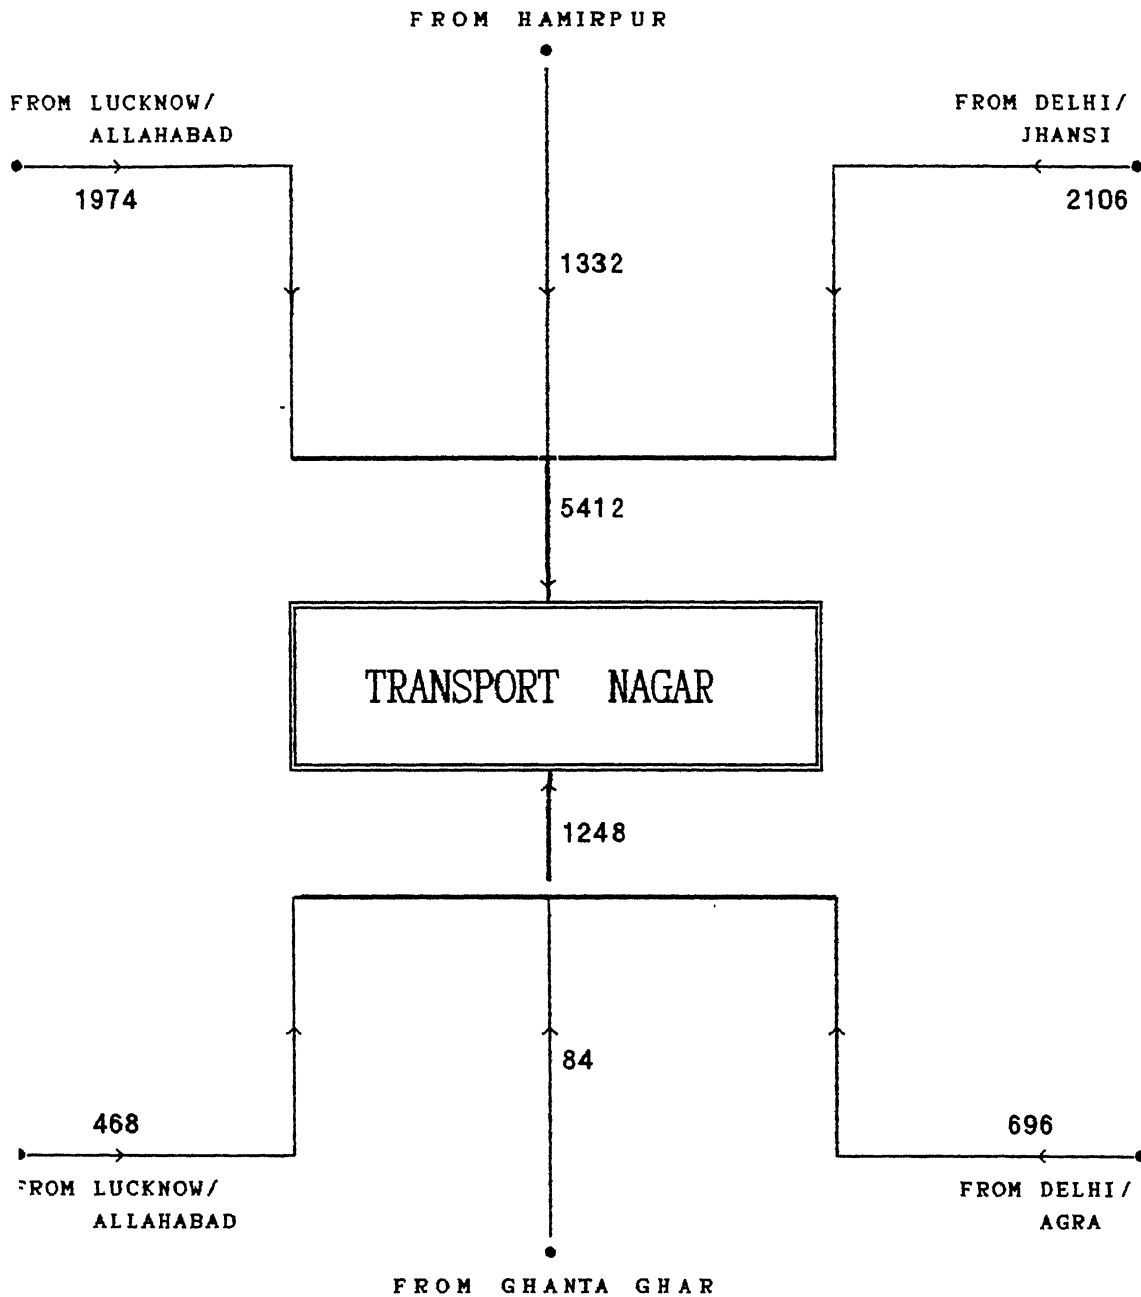 FROM HAMIRPUR
FROM LUCKNOW/
ALLAHABAD
1974
FROM DELHI/
JHANSI
2106
1332
5412
TRANSPORT NAGAR
1248
84
468
FROM LUCKNOW/
ALLAHABAD
696
FROM DELHI/
AGRA
FROM GHANTA GHAR